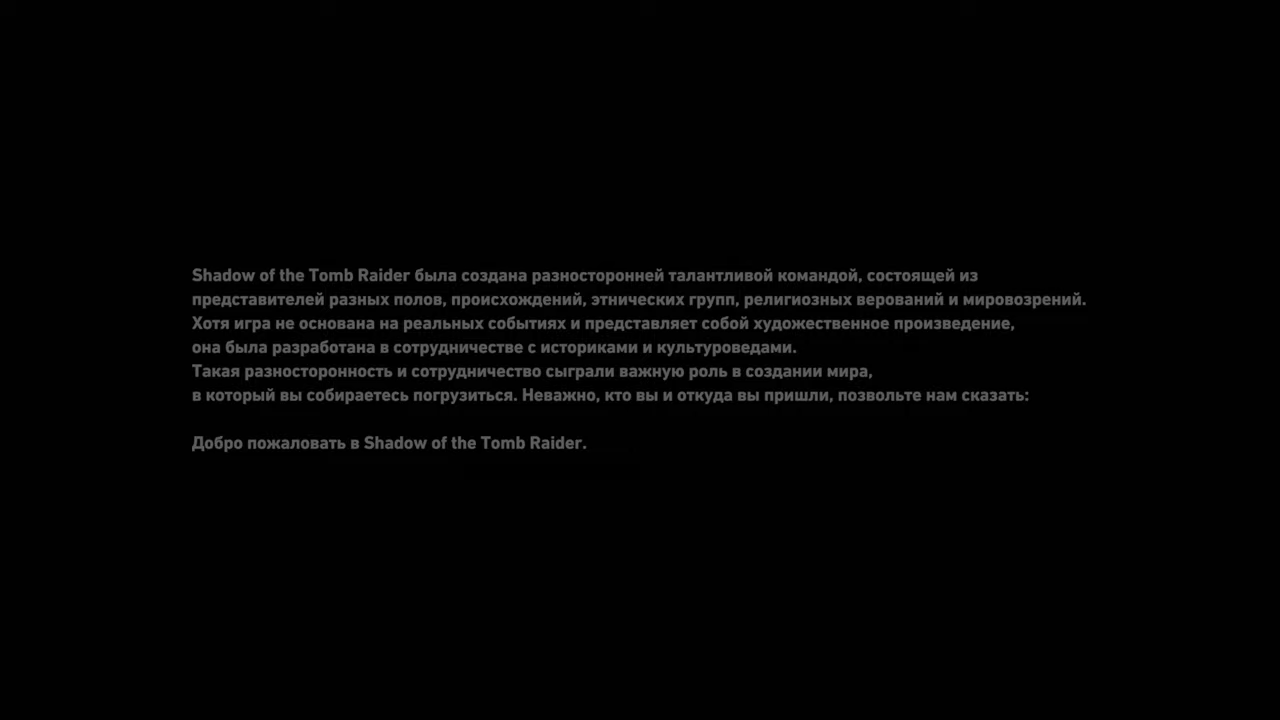 Shadow of the Tomb Raider была создана разносторонней талантливой командой, состоящей из
представителей разных полов, происхождений, этнических групп, религиозных верований и мировозрений.
Хотя игра не основана на реальных событиях и представляет собой художественное произведение,
она была разработана в сотрудничестве с историками и культуроведами.
Такая разносторонность и сотрудничество сыграли важную роль в создании мира,
в который вы собираетесь погрузиться. Неважно, кто вы и откуда вы пришли, позвольте нам сказать:
Добро пожаловать в Shadow of the Tomb Raider.